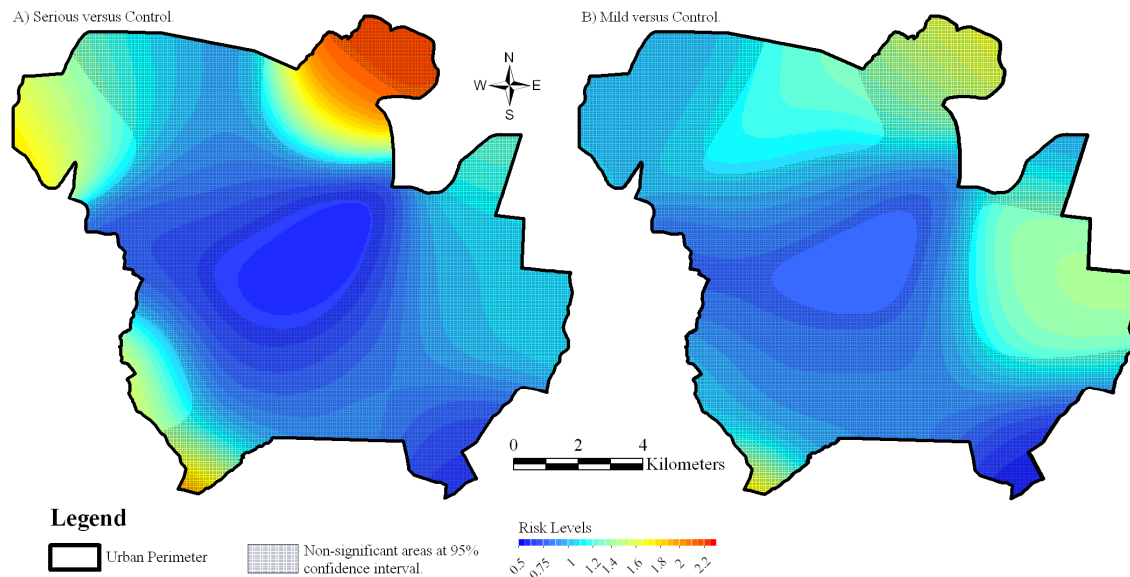 A) Serious versus Control.
B) Mild versus Control.
N
W E
S
0 2 4
Kilometers
Legend
Urban Perimeter
Non-significant areas at 95%
confidence interval.
Risk Levels
0.5 0.75 1 1.2 1.4 1.6 1.8 2 2.2